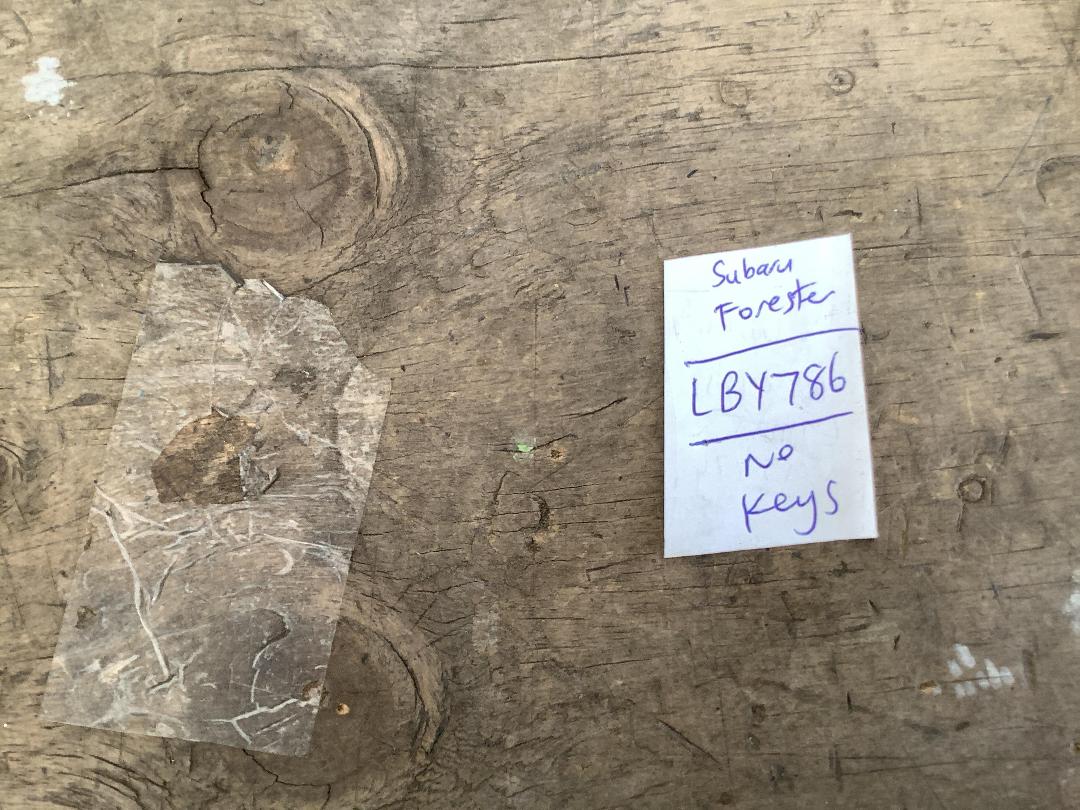 Subaru
Forester
LBY786
No
Keys